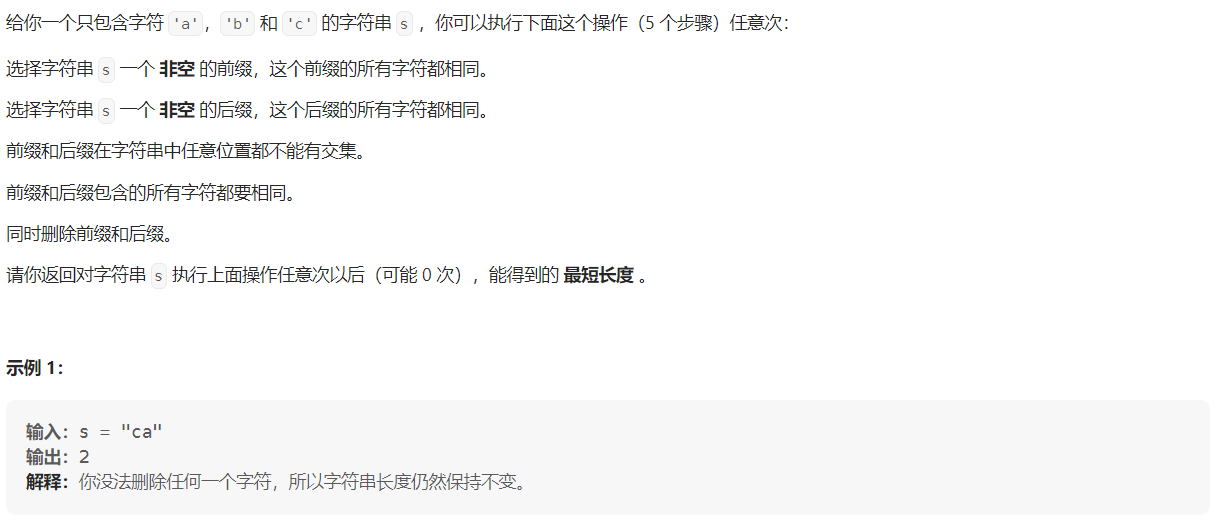 给你一个只包含字符 'a'，'b' 和 'c' 的字符串 s ，你可以执行下面这个操作（5 个步骤）任意次：
选择字符串 s 一个 非空 的前缀，这个前缀的所有字符都相同。
选择字符串 s 一个 非空 的后缀，这个后缀的所有字符都相同。
前缀和后缀在字符串中任意位置都不能有交集。
前缀和后缀包含的所有字符都要相同。
同时删除前缀和后缀。
请你返回对字符串 s 执行上面操作任意次以后（可能 0 次），能得到的 最短长度 。
示例 1：
输入：s = "ca"
输出：2
解释：你没法删除任何一个字符，所以字符串长度仍然保持不变。